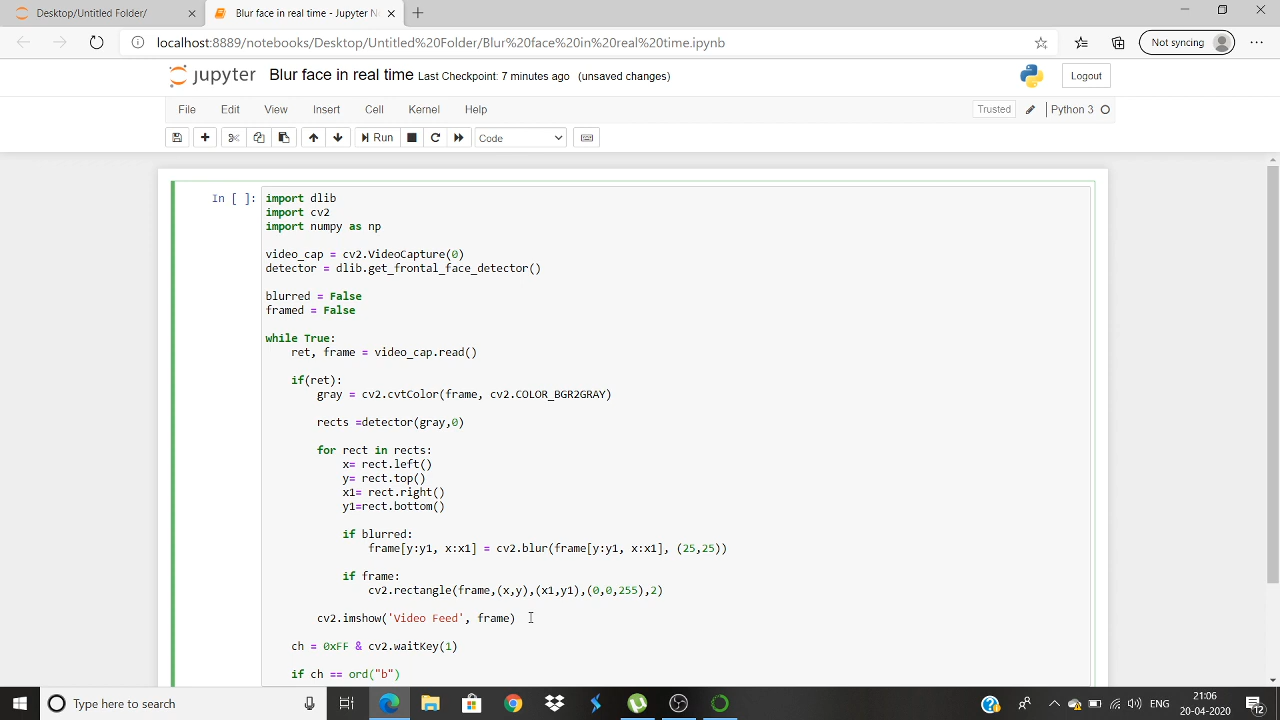 Desktop/Untitled Folder/
Blur face in real time - Jupyter N
localhost:8889/notebooks/Desktop/Untitled%20Folder/Blur%20face%20in%20real%20time.ipynb
Not syncing
jupyter Blur face in real time Last Checkpoint: 7 minutes ago (unsaved changes)
Logout
File Edit View Insert Cell Kernel Help
Trusted Python 3
Run Code
In [ ]:
import dlib
import cv2
import numpy as np
video_cap = cv2.VideoCapture(0)
detector = dlib.get_frontal_face_detector()
blurred = False
framed = False
while True:
ret, frame = video_cap.read()
if(ret):
gray = cv2.cvtColor(frame, cv2.COLOR_BGR2GRAY)
rects =detector(gray,0)
for rect in rects:
x= rect.left()
y= rect.top()
x1= rect.right()
y1=rect.bottom()
if blurred:
frame[y:y1, x:x1] = cv2.blur(frame[y:y1, x:x1], (25,25))
if frame:
cv2.rectangle(frame,(x,y),(x1,y1),(0,0,255),2)
cv2.imshow('Video Feed', frame)
ch = 0xFF & cv2.waitKey(1)
if ch == ord("b")
Type here to search
ENG
21:06
20-04-2020